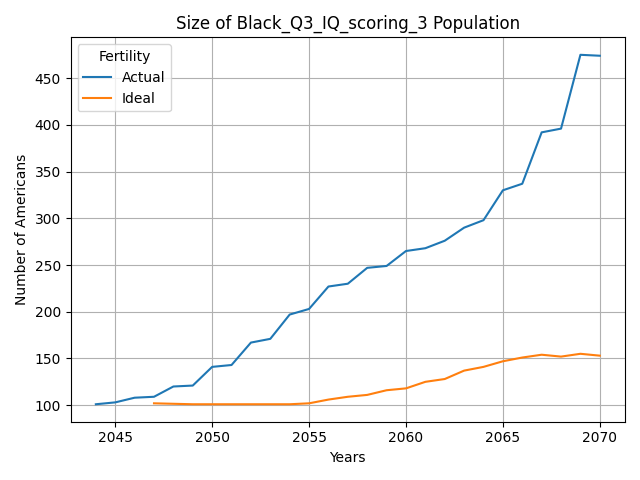 Size of Black_Q3_IQ_scoring_3 Population
Fertility
Actual
Ideal
Number of Americans
450
400
350
300
250
200
150
100
2045 2050 2055 2060 2065 2070
Years